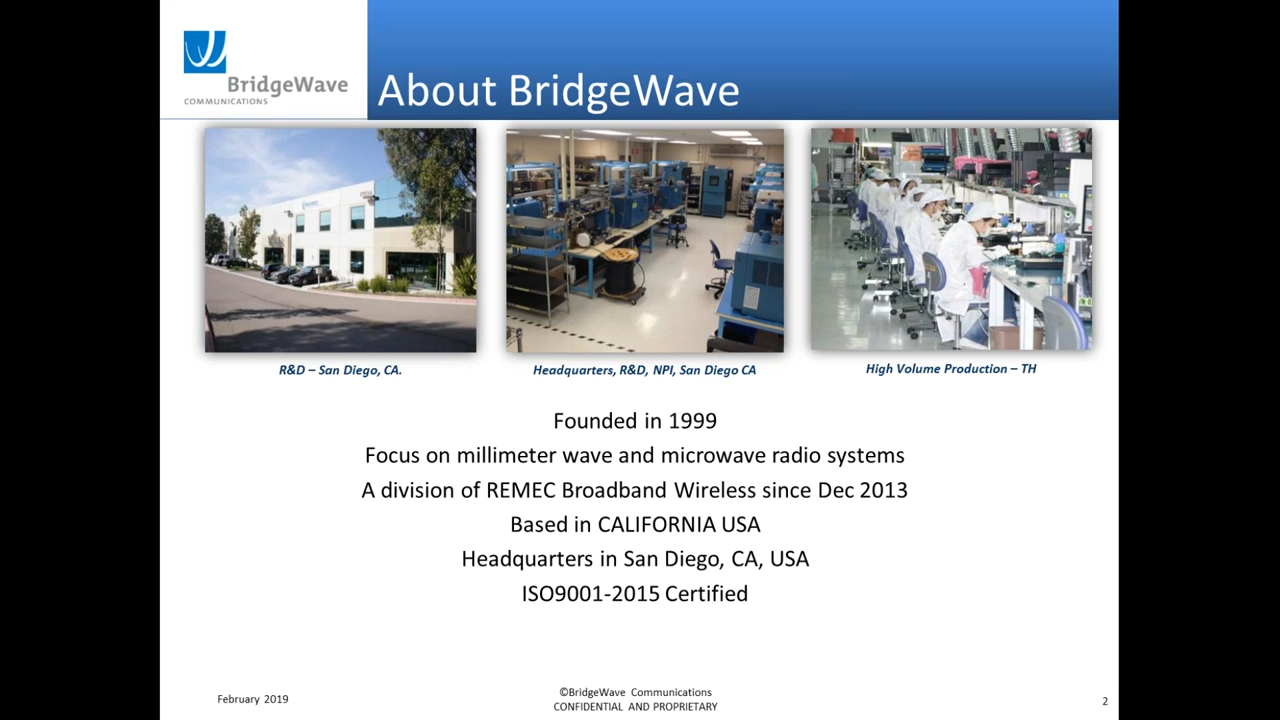 BridgeWave
COMMUNICATIONS
About BridgeWave
R&D – San Diego, CA.
Headquarters, R&D, NPI, San Diego CA
High Volume Production – TH
Founded in 1999
Focus on millimeter wave and microwave radio systems
A division of REMEC Broadband Wireless since Dec 2013
Based in CALIFORNIA USA
Headquarters in San Diego, CA, USA
ISO9001-2015 Certified
February 2019
©BridgeWave Communications
CONFIDENTIAL AND PROPRIETARY
2